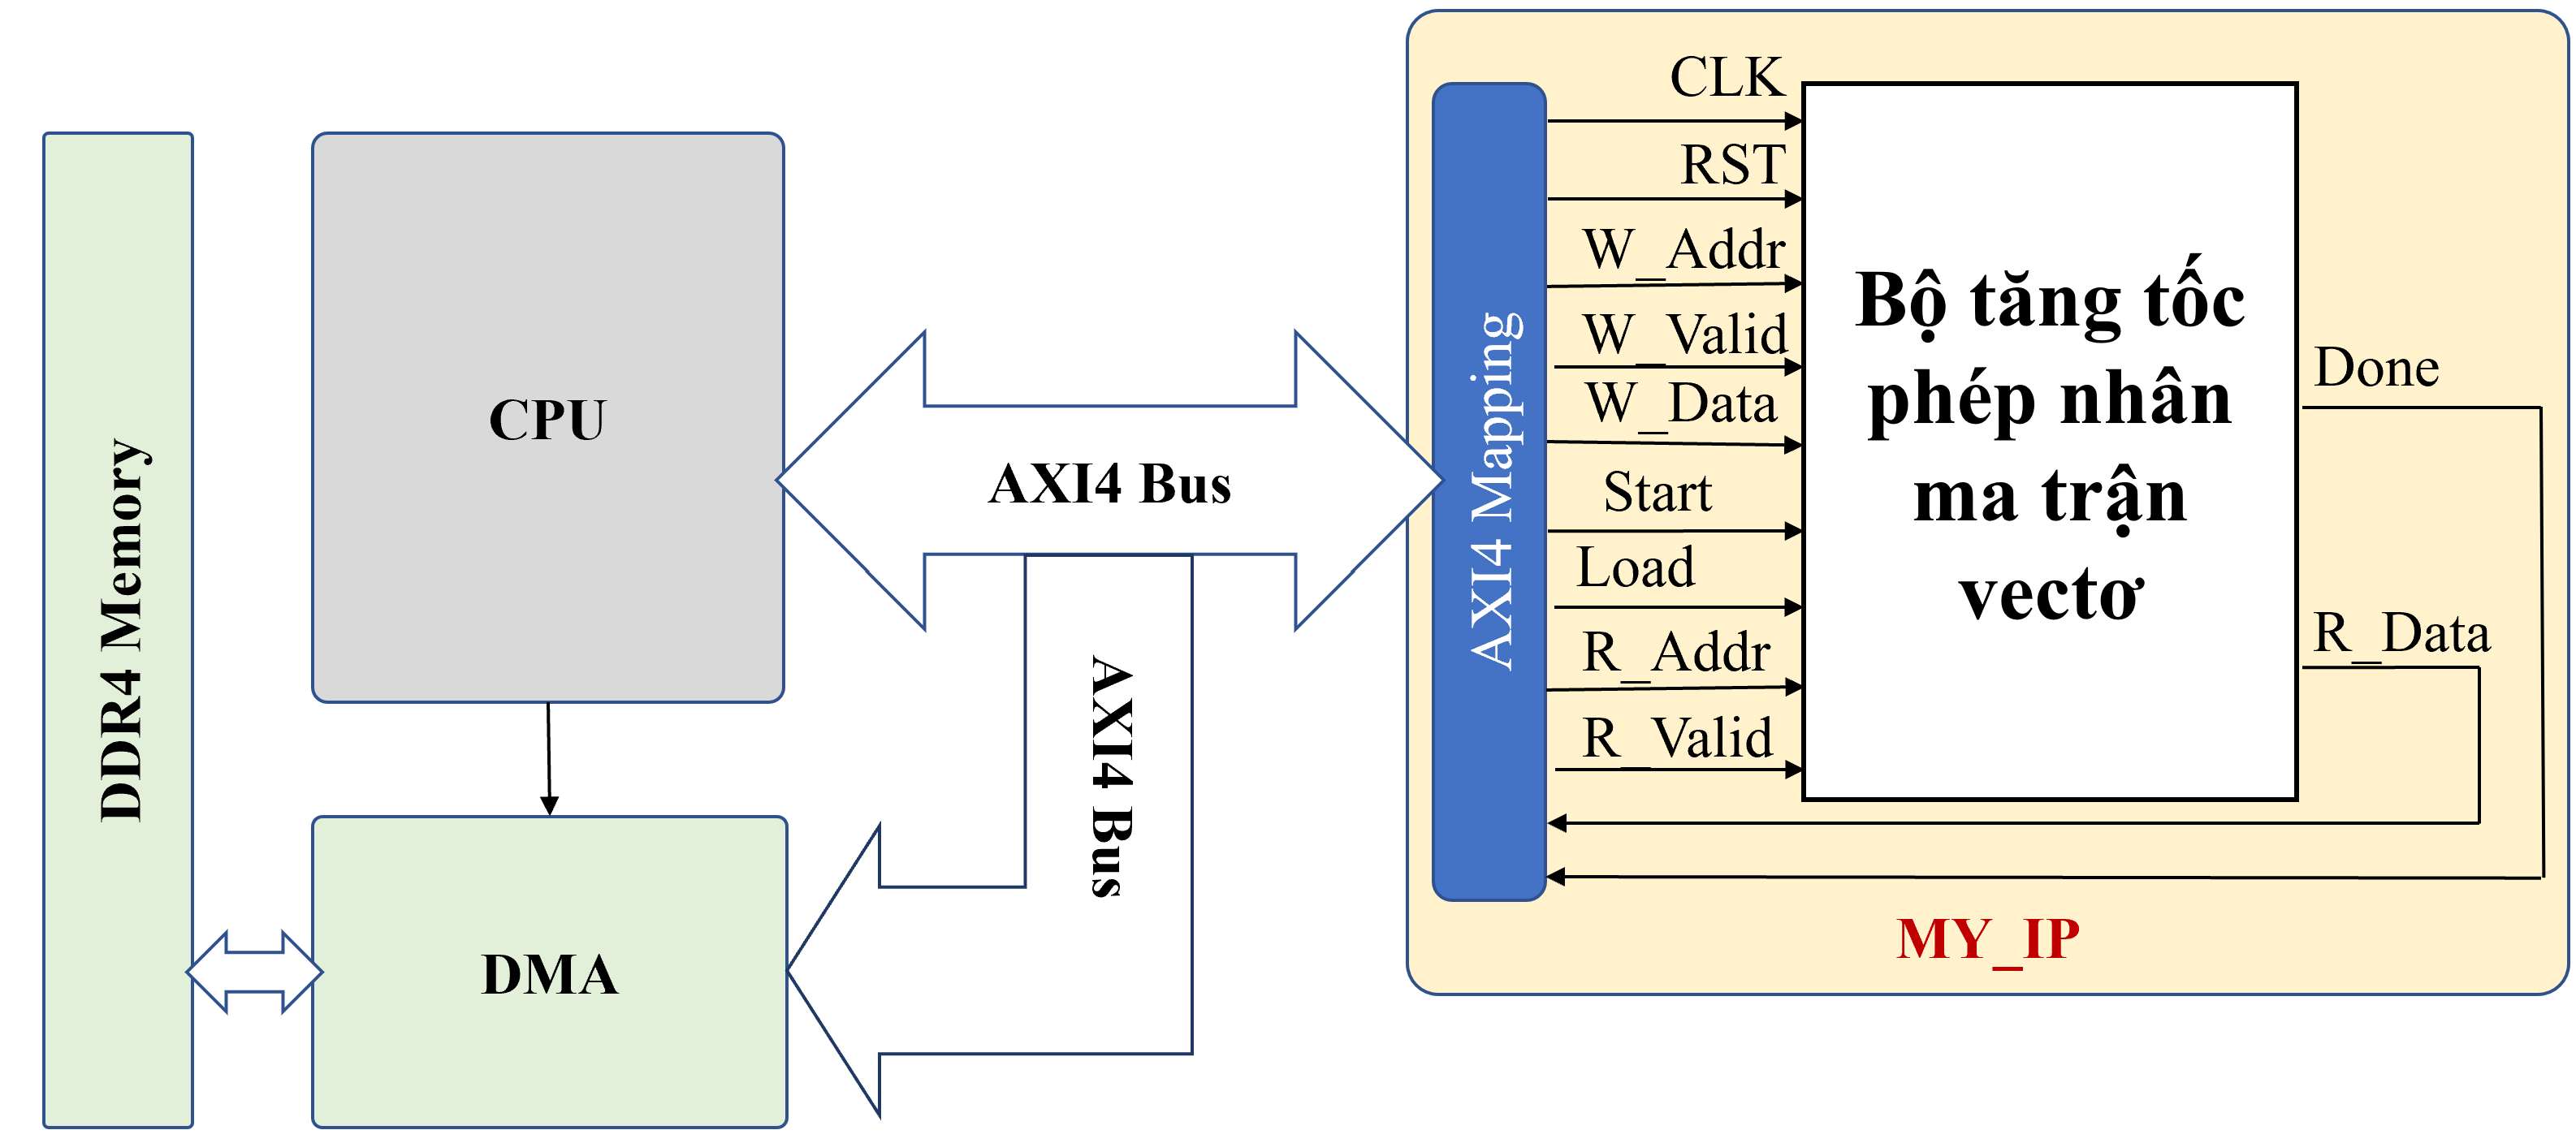 DDR4 Memory
CPU
DMA
AXI4 Bus
AXI4 Bus
AXI4 Mapping
CLK
RST
W_Addr
W_Valid
W_Data
Start
Load
R_Addr
R_Valid
Bộ tăng tốc
phép nhân
ma trận
vectơ
Done
R_Data
MY_IP